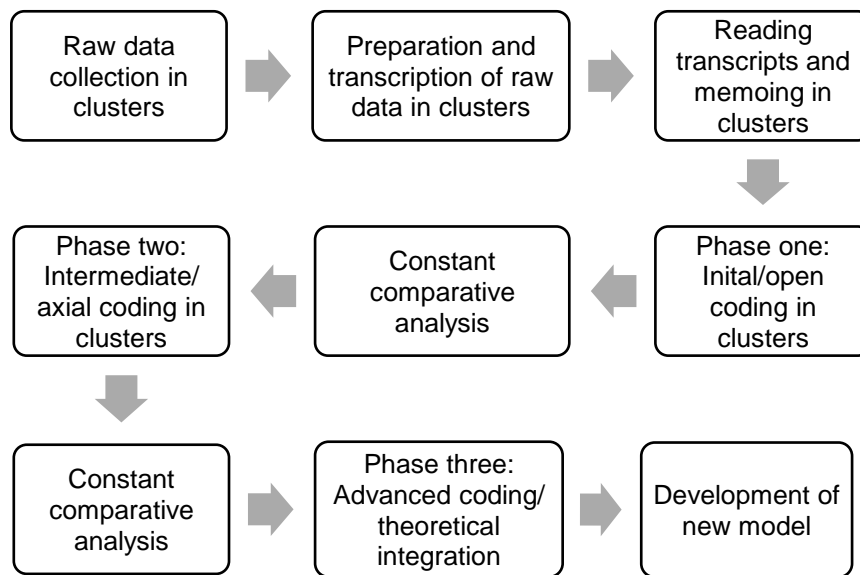 Raw data
collection in
clusters
Preparation and
transcription of raw
data in clusters
Reading
transcripts and
memoing in
clusters
Phase one:
Inital/open
coding in
clusters
Constant
comparative
analysis
Phase two:
Intermediate/
axial coding in
clusters
Constant
comparative
analysis
Phase three:
Advanced coding/
theoretical
integration
Development of
new model